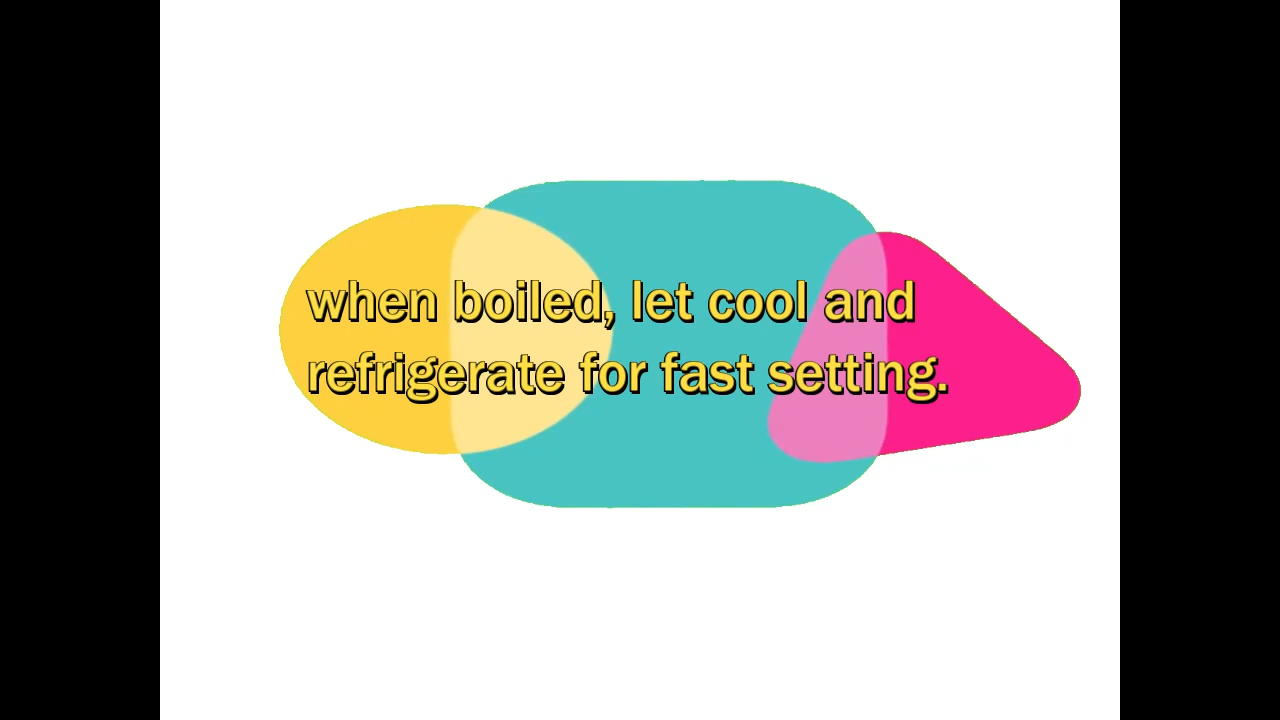 when boiled, let cool and
refrigerate for fast setting.